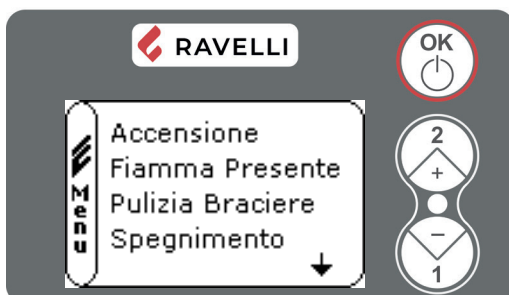 RAVELLI
OK
Menu
Accensione
Fiamma Presente
Pulizia Braciere
Spegnimento
2
+
−
1